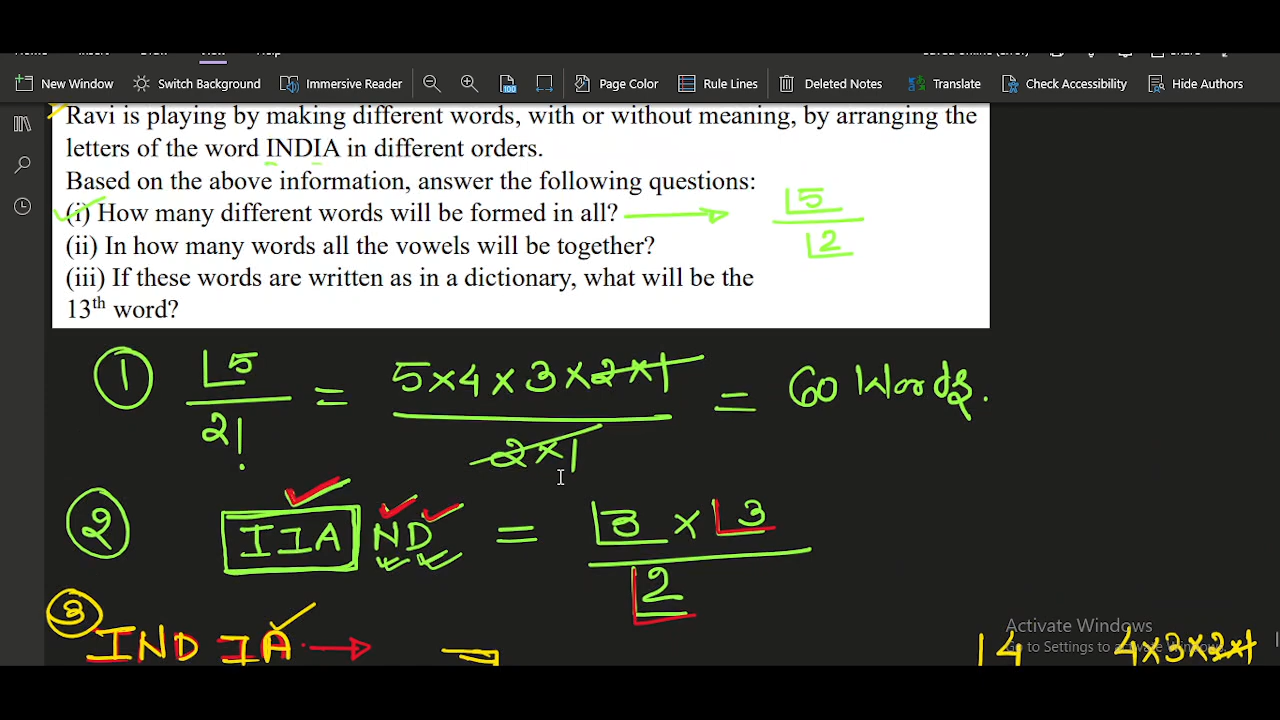 New Window Switch Background Immersive Reader Page Color Rule Lines Deleted Notes Translate Check Accessibility Hide Authors
Ravi is playing by making different words, with or without meaning, by arranging the
letters of the word INDIA in different orders.
Based on the above information, answer the following questions:
(i) How many different words will be formed in all? 5
2
(ii) In how many words all the vowels will be together?
(iii) If these words are written as in a dictionary, what will be the
13th word?
1 5 = 5×4×3×2×1 = 60 Words.
2! 2×1
2 IIA ND = 3 × 3
2
3 INDIA 4 4×3×2×1
Activate Windows
Go to Settings to activate Windows.